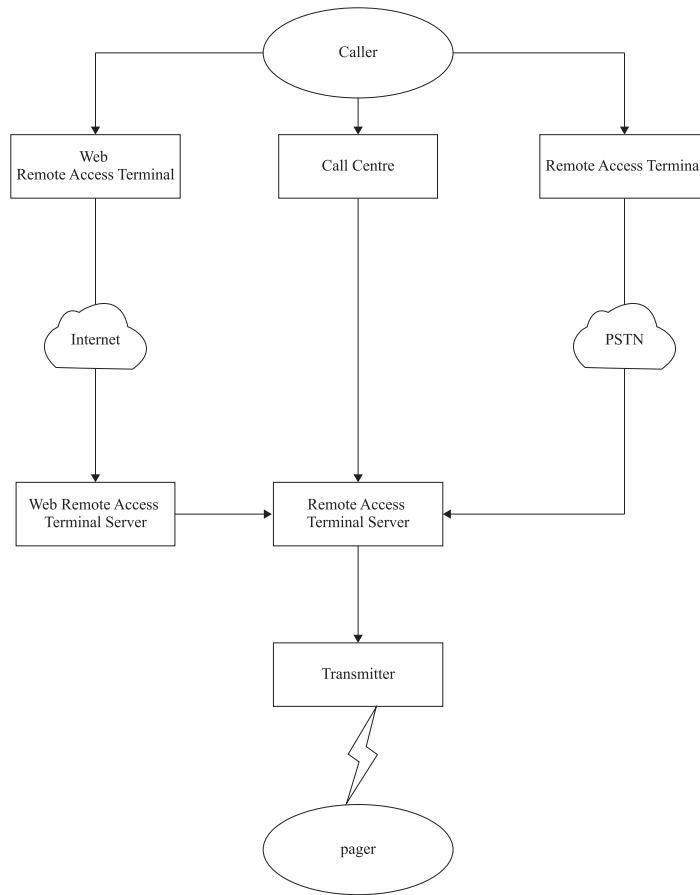 Caller
Web
Remote Access Terminal
Call Centre
Remote Access Termina
Internet
PSTN
Web Remote Access
Terminal Server
Remote Access
Terminal Server
Transmitter
pager